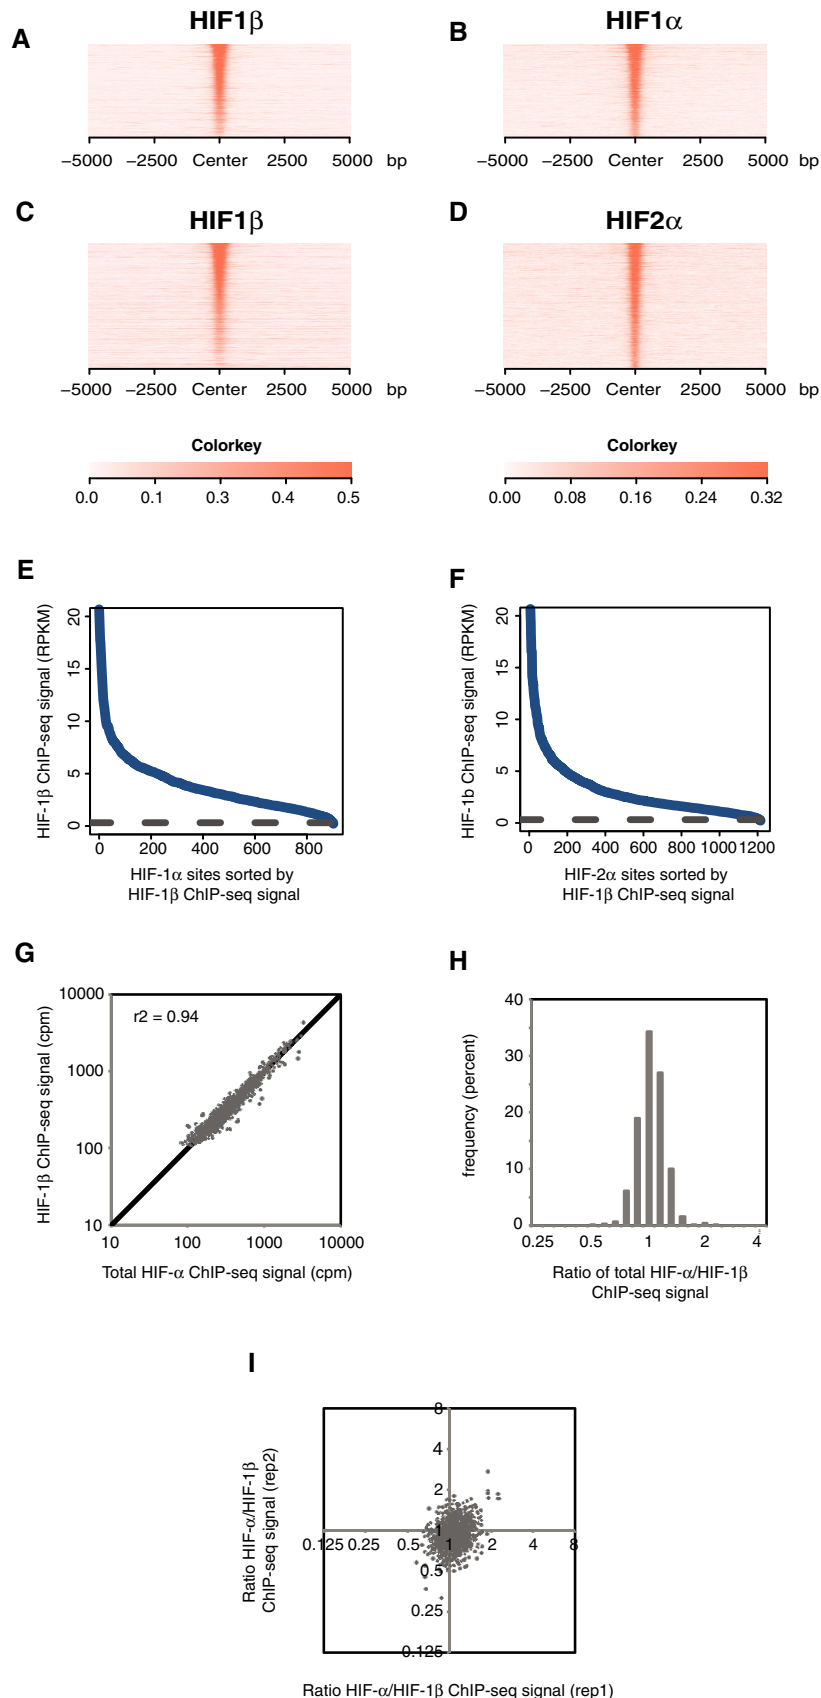 A
HIF1β
−5000 −2500 Center 2500 5000 bp
B
HIF1α
−5000 −2500 Center 2500 5000 bp
C
HIF1β
−5000 −2500 Center 2500 5000 bp
D
HIF2α
−5000 −2500 Center 2500 5000 bp
Colorkey
0.0 0.1 0.3 0.4 0.5
Colorkey
0.00 0.08 0.16 0.24 0.32
E
HIF-1β ChIP-seq signal (RPKM)
20
15
10
5
0
0 200 400 600 800
HIF-1α sites sorted by
HIF-1β ChIP-seq signal
F
HIF-1b ChIP-seq signal (RPKM)
20
15
10
5
0
0 200 400 600 800 1000 1200
HIF-2α sites sorted by
HIF-1β ChIP-seq signal
G
HIF-1β ChIP-seq signal (cpm)
10000
1000
100
10
r2 = 0.94
10 100 1000 10000
Total HIF-α ChIP-seq signal (cpm)
H
frequency (percent)
40
30
20
10
0
0.25 0.5 1 2 4
Ratio of total HIF-α/HIF-1β
ChIP-seq signal
I
Ratio HIF-α/HIF-1β
ChIP-seq signal (rep2)
8
4
2
1
0.5
0.25
0.125
0.125 0.25 0.5 1 2 4 8
Ratio HIF-α/HIF-1β ChIP-seq signal (rep1)